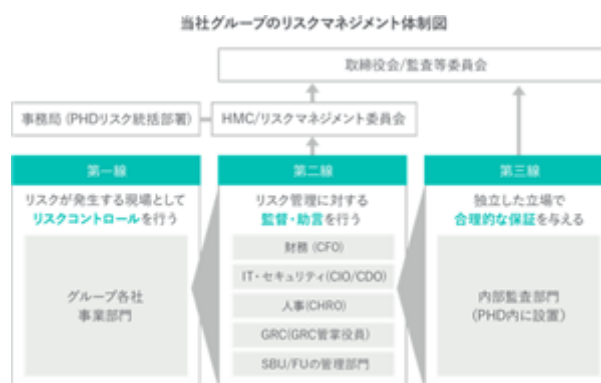 当社グループのリスクマネジメント体制図
取締役会/監査等委員会
事務局(PHDリスク統括部署)
HMC/リスクマネジメント委員会
第一線
リスクが発生する現場として
リスクコントロールを行う
グループ各社
事業部門
第二線
リスク管理に対する
監督・助言を行う
財務(CFO)
IT・セキュリティ(CIO/CDO)
人事(CHRO)
GRC(GRC管掌役員)
SBU/FUの管理部門
第三線
独立した立場で
合理的な保証を与える
内部監査部門
(PHD内に設置)